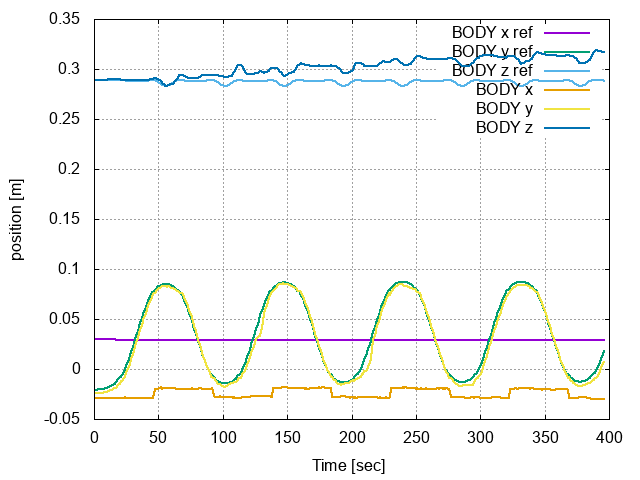 0.35
0.3
0.25
0.2
0.15
0.1
0.05
0
-0.05
0
50
100
150
200
250
300
350
400
position [m]
Time [sec]
BODY x ref
BODY y ref
BODY z ref
BODY x
BODY y
BODY z